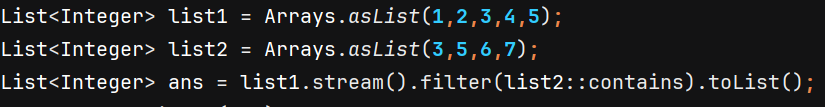 List<Integer> list1 = Arrays.asList(1,2,3,4,5);
List<Integer> list2 = Arrays.asList(3,5,6,7);
List<Integer> ans = list1.stream().filter(list2::contains).toList();